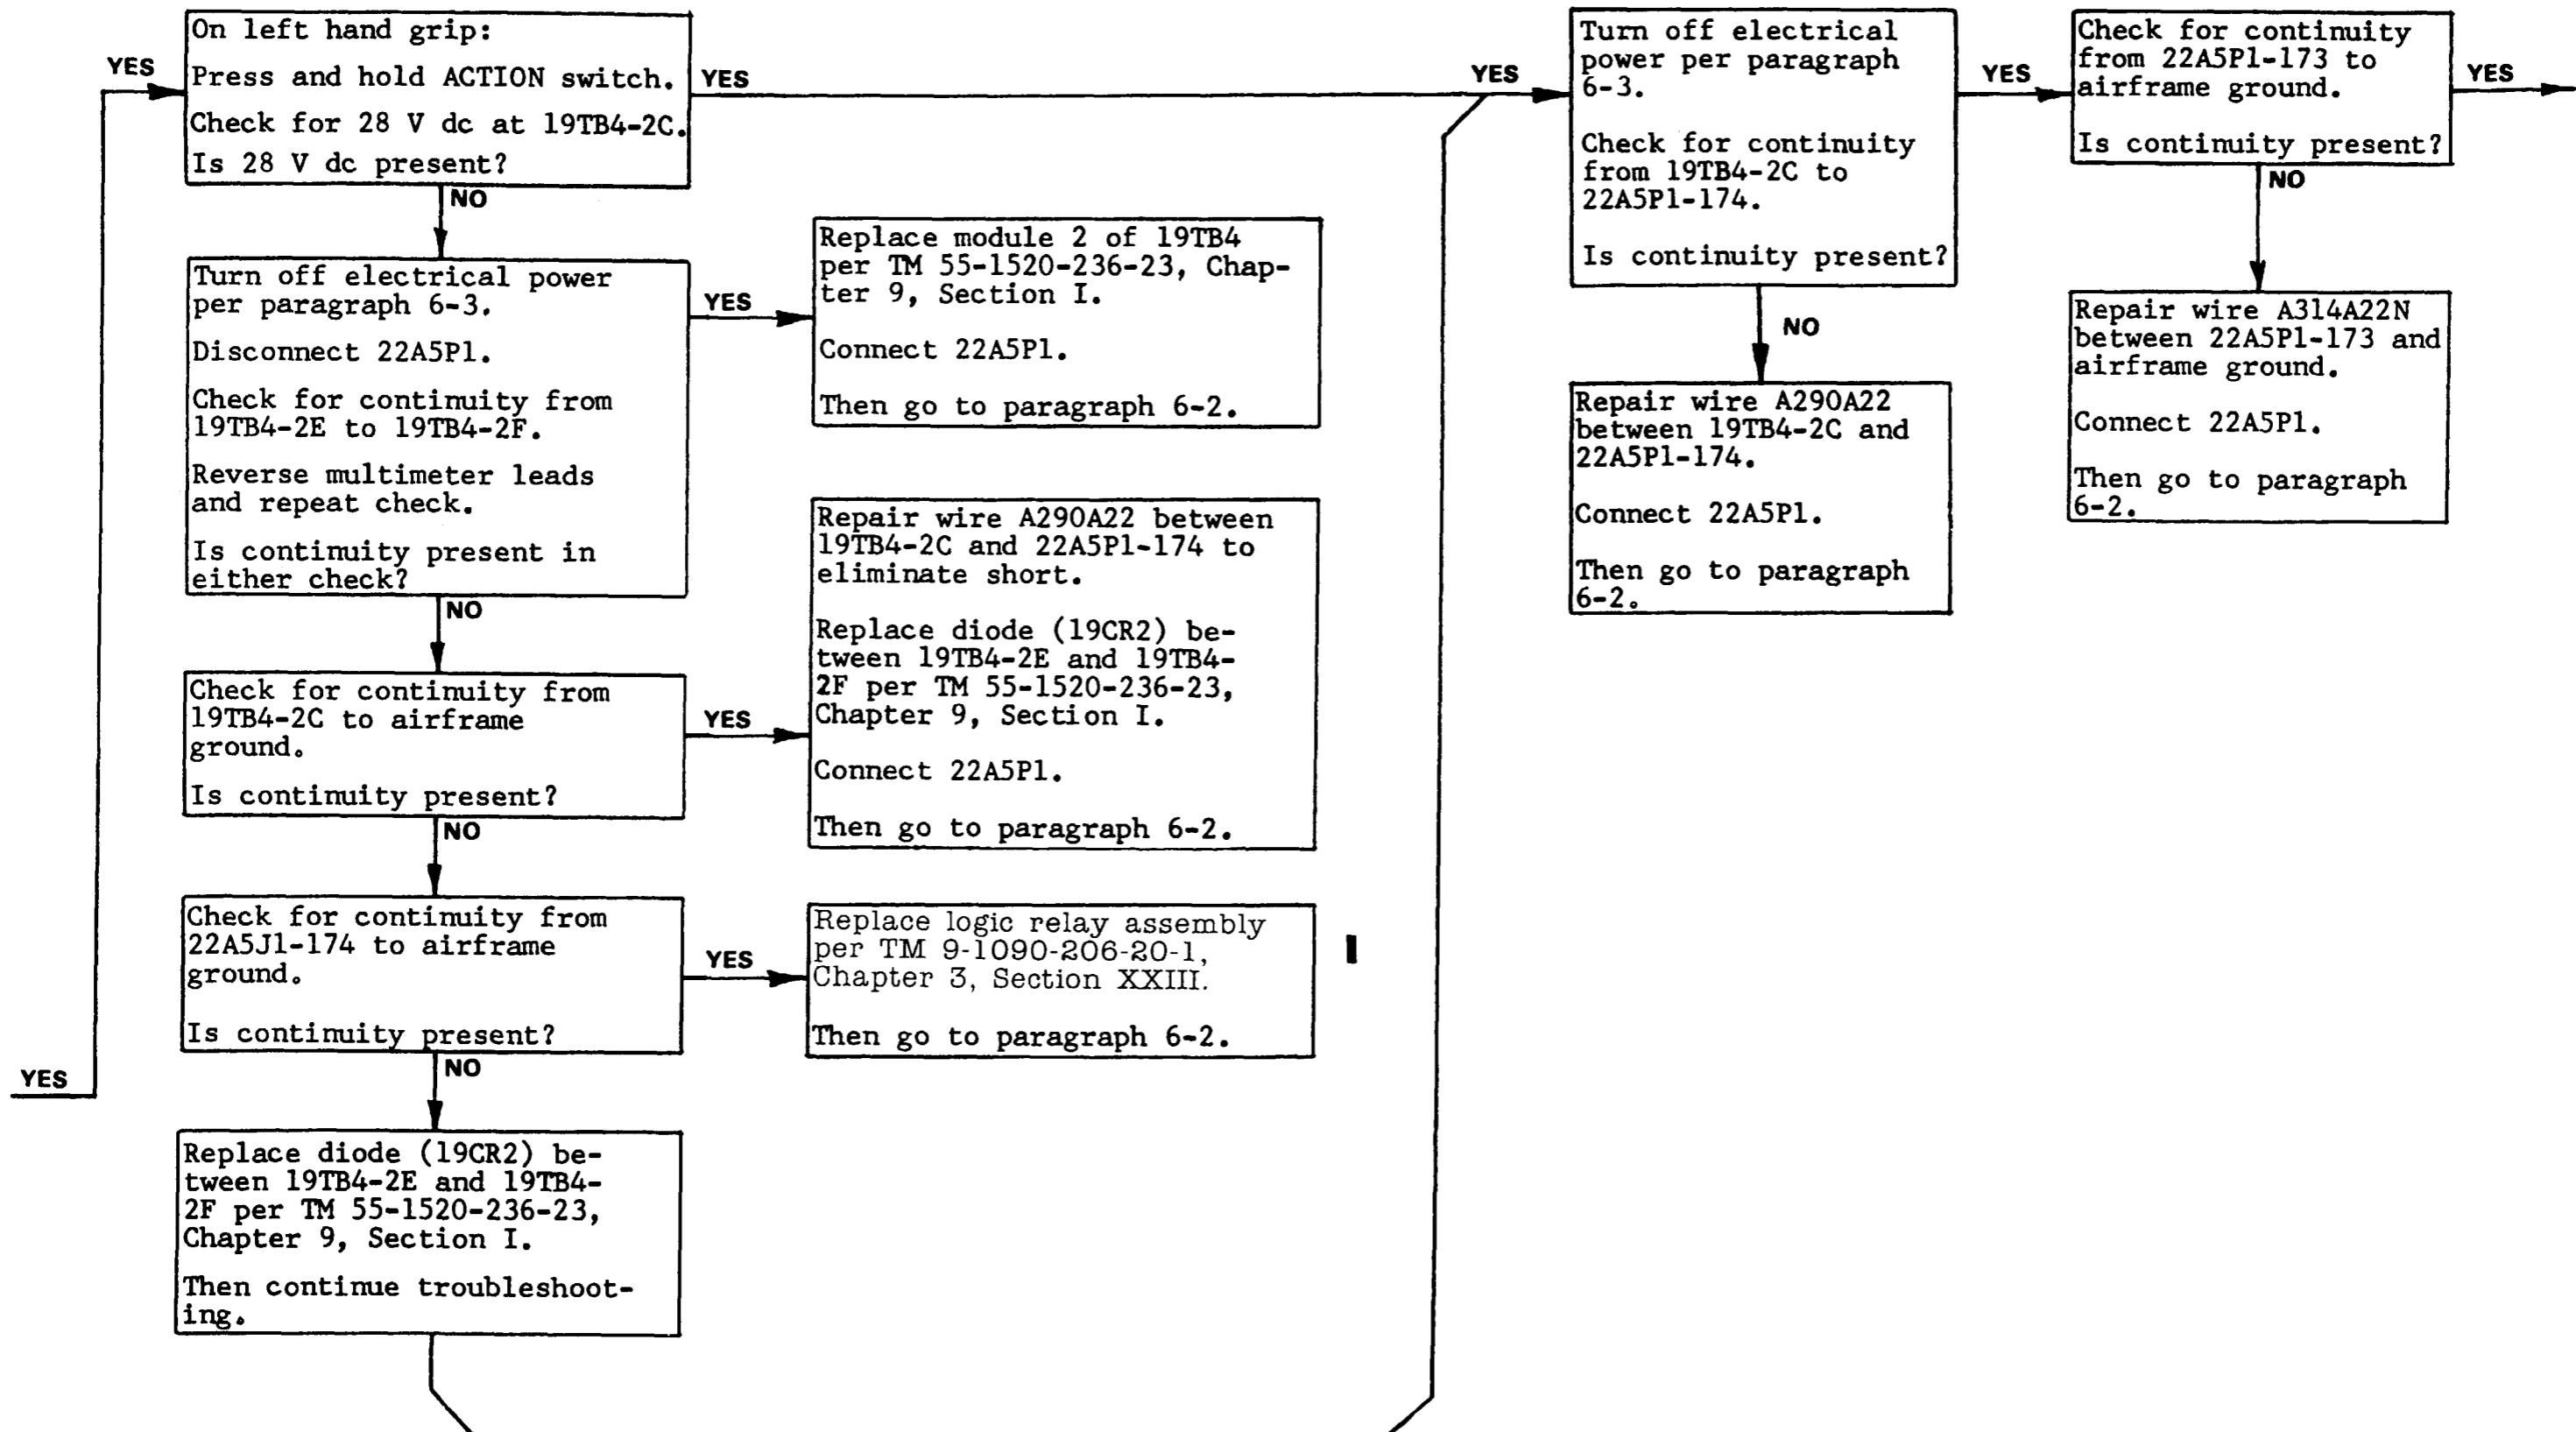 YES
On left hand grip:
Press and hold ACTION switch.
Check for 28 V dc at 19TB4-2C.
Is 28 V dc present?
YES
NO
Turn off electrical power
per paragraph 6-3.
Disconnect 22A5P1.
Check for continuity from
19TB4-2E to 19TB4-2F.
Reverse multimeter leads
and repeat check.
Is continuity present in
either check?
YES
Replace module 2 of 19TB4
per TM 55-1520-236-23, Chap-
ter 9, Section I.
Connect 22A5P1.
Then go to paragraph 6-2.
NO
Check for continuity from
19TB4-2C to airframe
ground.
Is continuity present?
YES
Repair wire A290A22 between
19TB4-2C and 22A5P1-174 to
eliminate short.
Replace diode (19CR2) be-
tween 19TB4-2E and 19TB4-
2F per TM 55-1520-236-23,
Chapter 9, Section I.
Connect 22A5P1.
Then go to paragraph 6-2.
NO
Check for continuity from
22A5J1-174 to airframe
ground.
Is continuity present?
YES
Replace logic relay assembly
per TM 9-1090-206-20-1,
Chapter 3, Section XXIII.
Then go to paragraph 6-2.
NO
YES
Replace diode (19CR2) be-
tween 19TB4-2E and 19TB4-
2F per TM 55-1520-236-23,
Chapter 9, Section I.
Then continue troubleshoot-
ing.
YES
Turn off electrical
power per paragraph
6-3.
Check for continuity
from 19TB4-2C to
22A5P1-174.
Is continuity present?
NO
Repair wire A290A22
between 19TB4-2C and
22A5P1-174.
Connect 22A5P1.
Then go to paragraph
6-2.
YES
Check for continuity
from 22A5P1-173 to
airframe ground.
Is continuity present?
YES
NO
Repair wire A314A22N
between 22A5P1-173 and
airframe ground.
Connect 22A5P1.
Then go to paragraph
6-2.